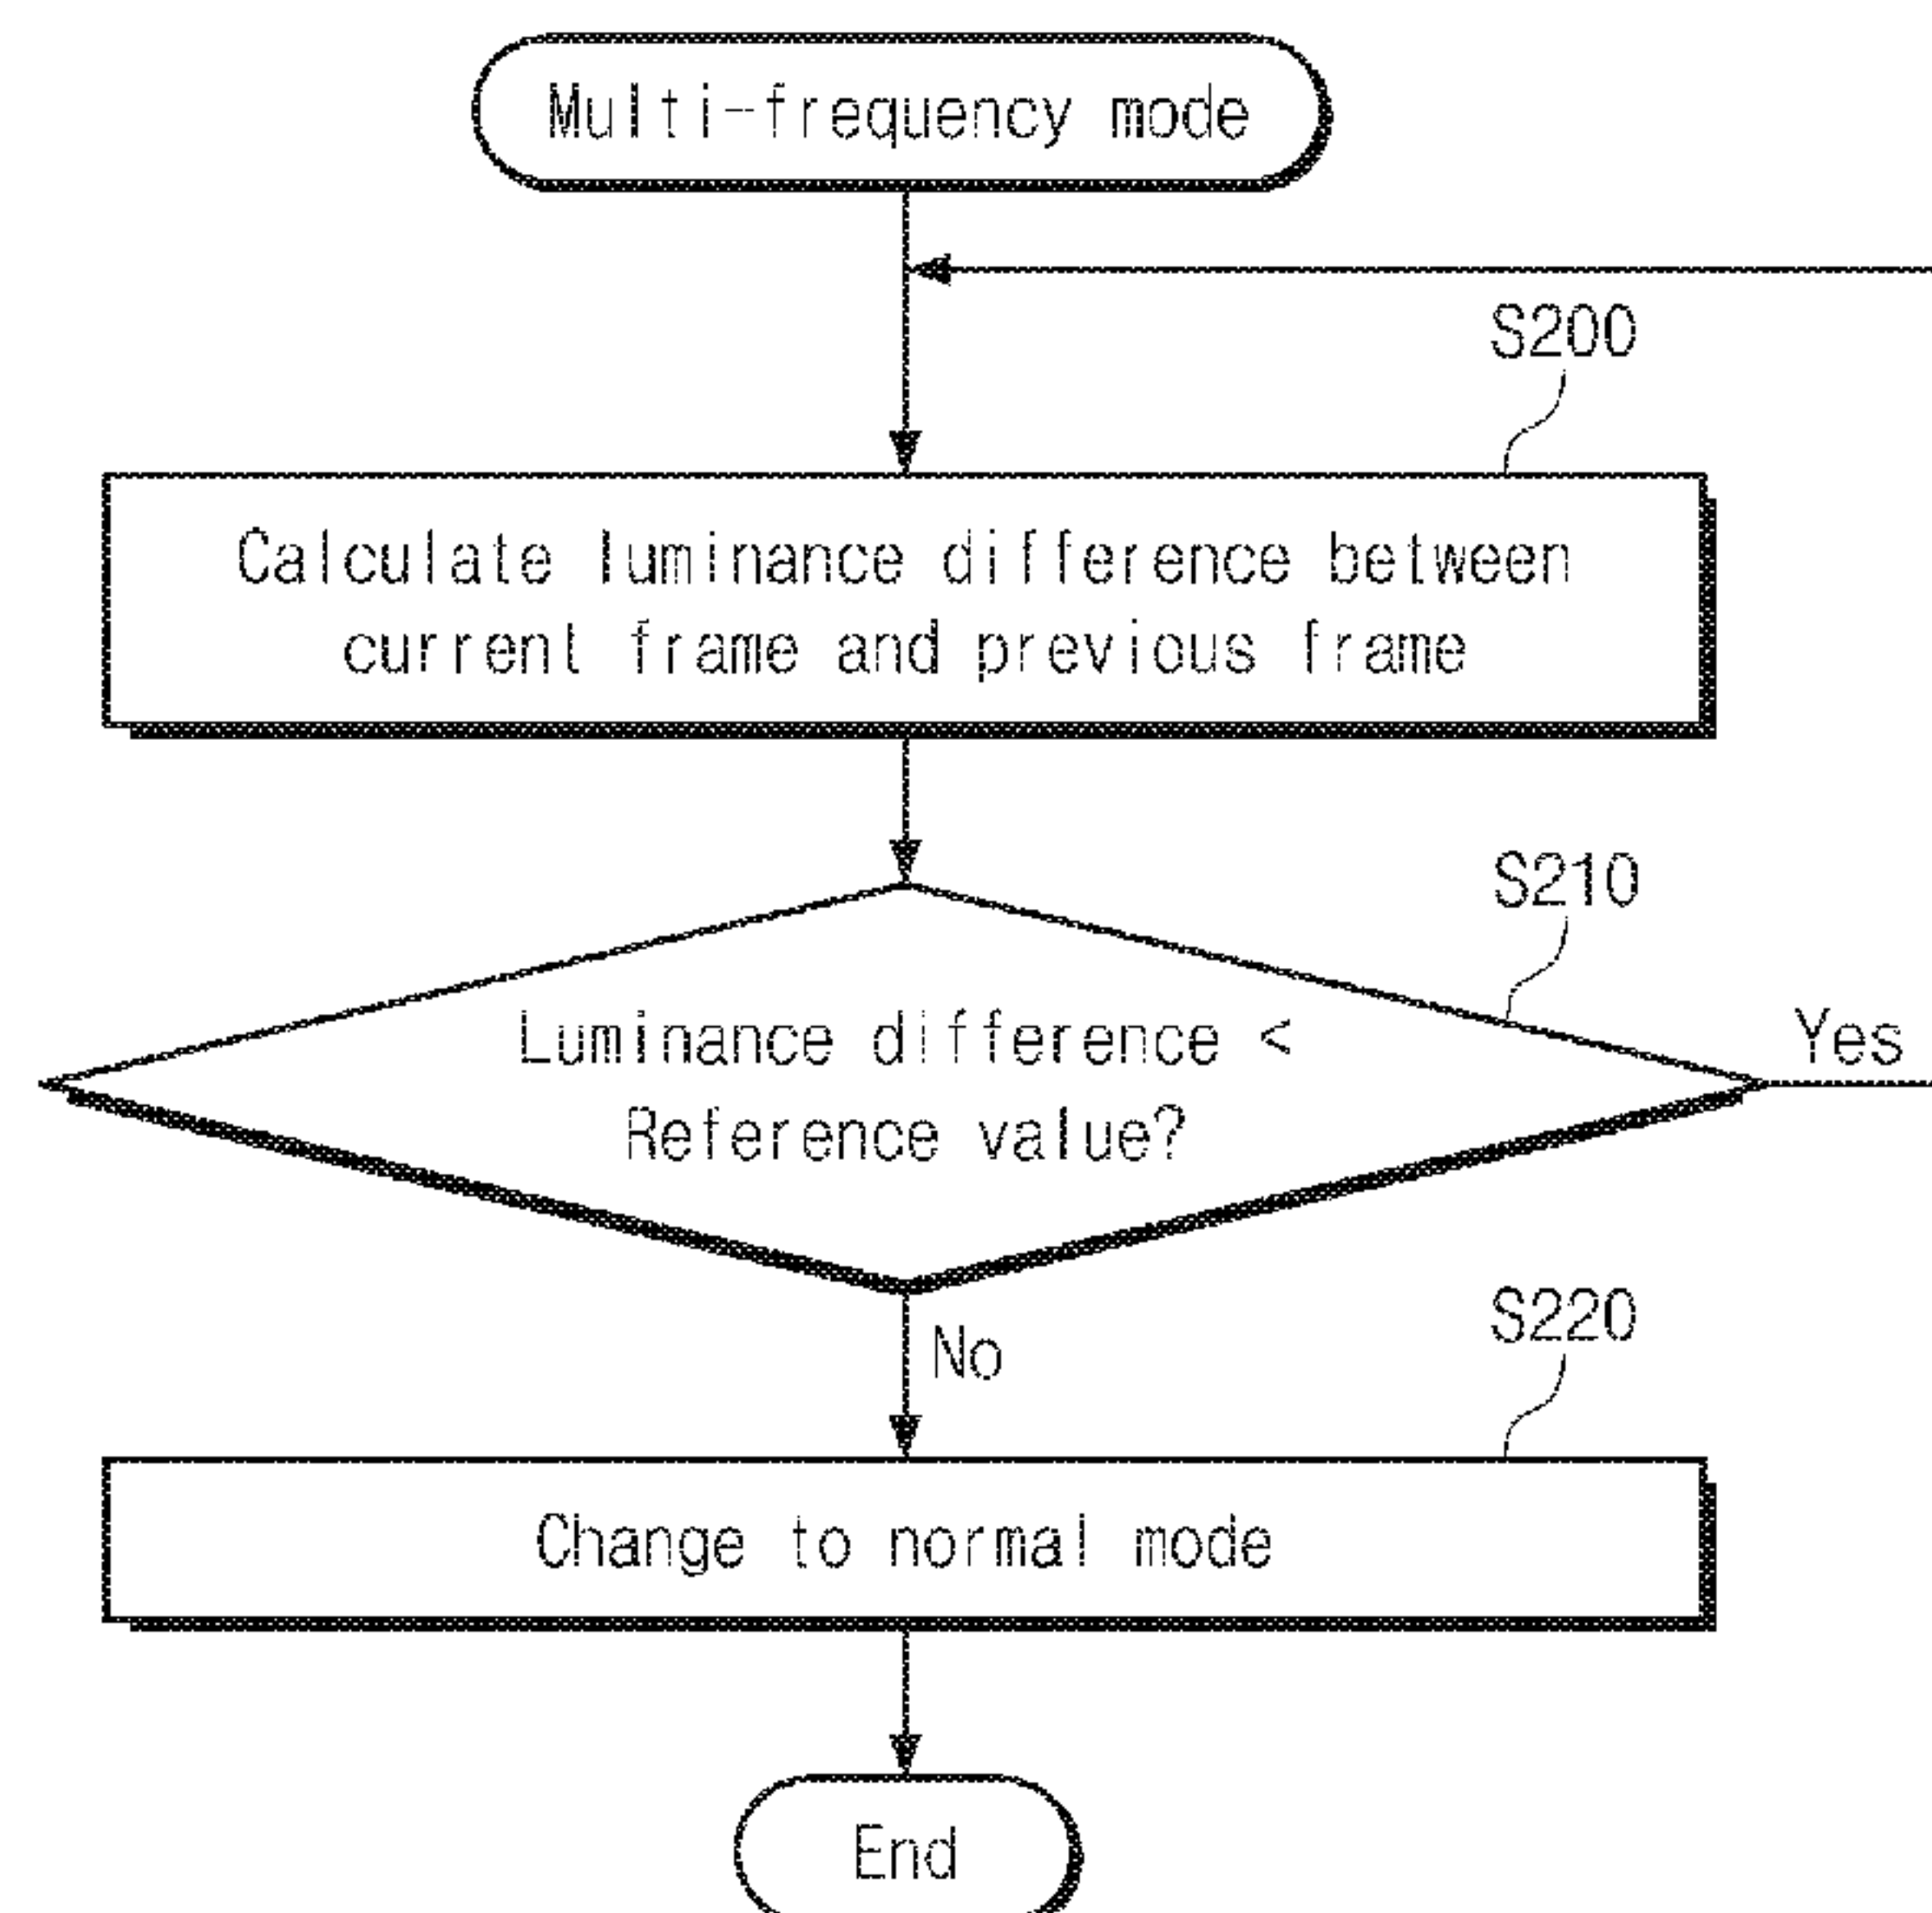 Multi-frequency mode
S200
Calculate luminance difference between
current frame and previous frame
S210
Luminance difference <
Reference value?
Yes
No
S220
Change to normal mode
End